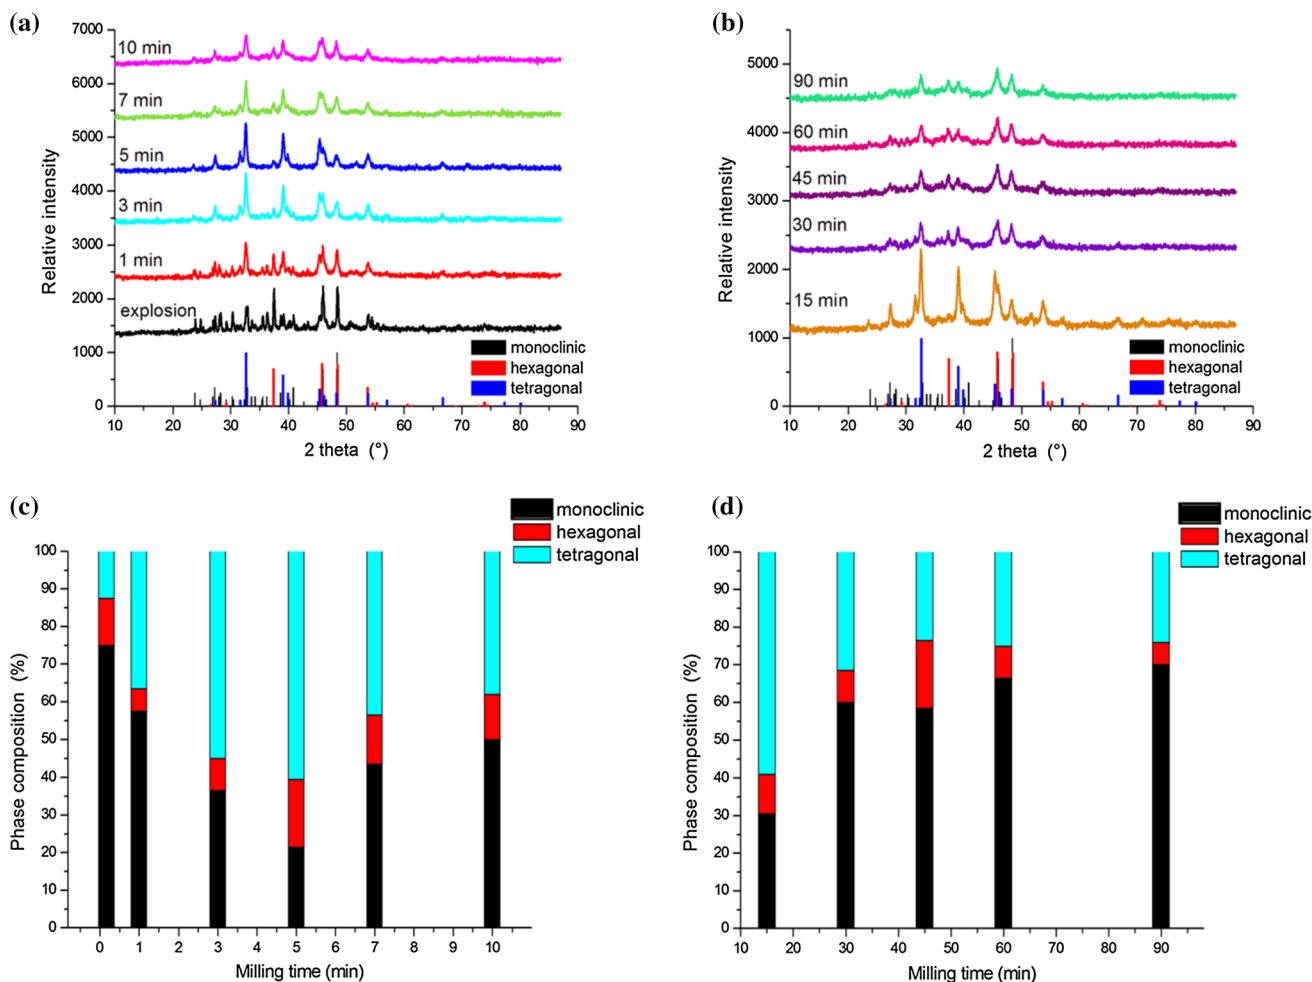 (a)
7000
6000
5000
4000
3000
2000
1000
0
Relative intensity
10 min
7 min
5 min
3 min
1 min
explosion
monoclinic
hexagonal
tetragonal
10 20 30 40 50 60 70 80 90
2 theta (°)
(b)
5000
4000
3000
2000
1000
0
Relative intensity
90 min
60 min
45 min
30 min
15 min
monoclinic
hexagonal
tetragonal
10 20 30 40 50 60 70 80 90
2 theta (°)
(c)
monoclinic
hexagonal
tetragonal
100
90
80
70
60
50
40
30
20
10
0
Phase composition (%)
0 1 2 3 4 5 6 7 8 9 10
Milling time (min)
(d)
monoclinic
hexagonal
tetragonal
100
90
80
70
60
50
40
30
20
10
0
Phase composition (%)
10 20 30 40 50 60 70 80 90
Milling time (min)